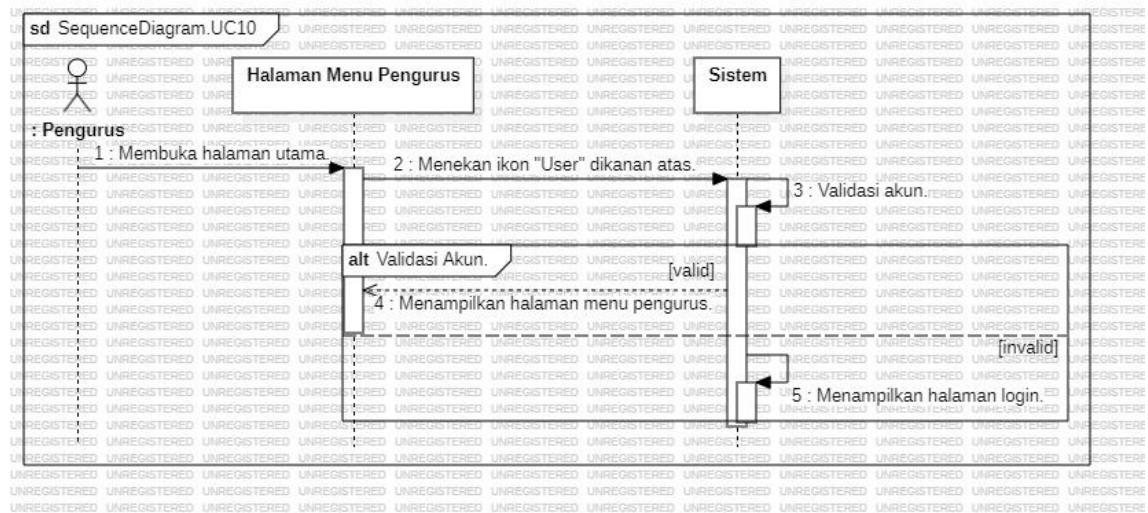 sd SequenceDiagram.UC10
Halaman Menu Pengurus
Sistem
: Pengurus
1 : Membuka halaman utama.
2 : Menekan ikon "User" dikanan atas.
3 : Validasi akun.
alt Validasi Akun.
[valid]
4 : Menampilkan halaman menu pengurus.
[invalid]
5 : Menampilkan halaman login.
UNREGISTERED